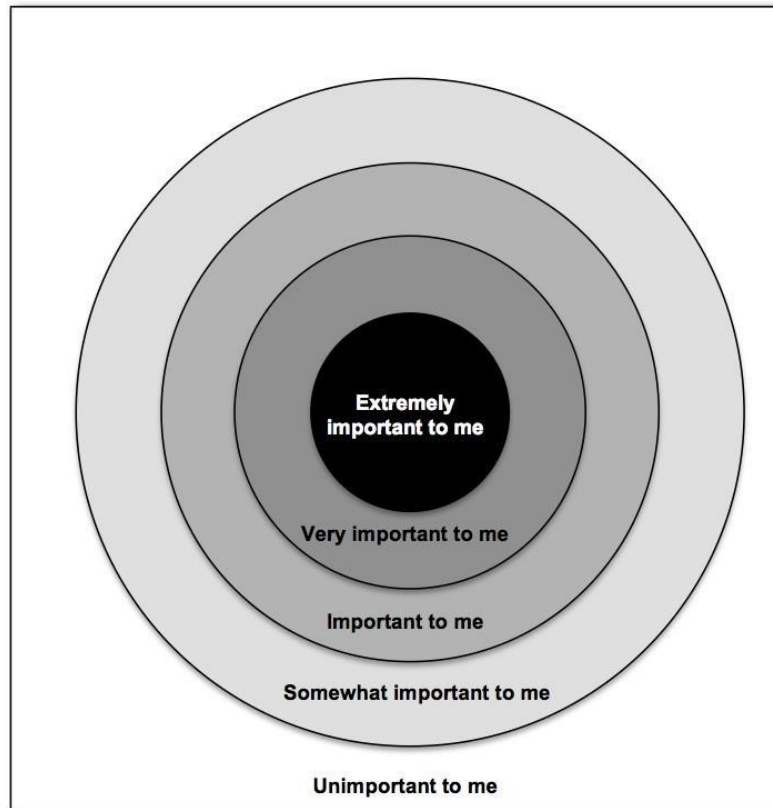 Extremely
important to me
Very important to me
Important to me
Somewhat important to me
Unimportant to me